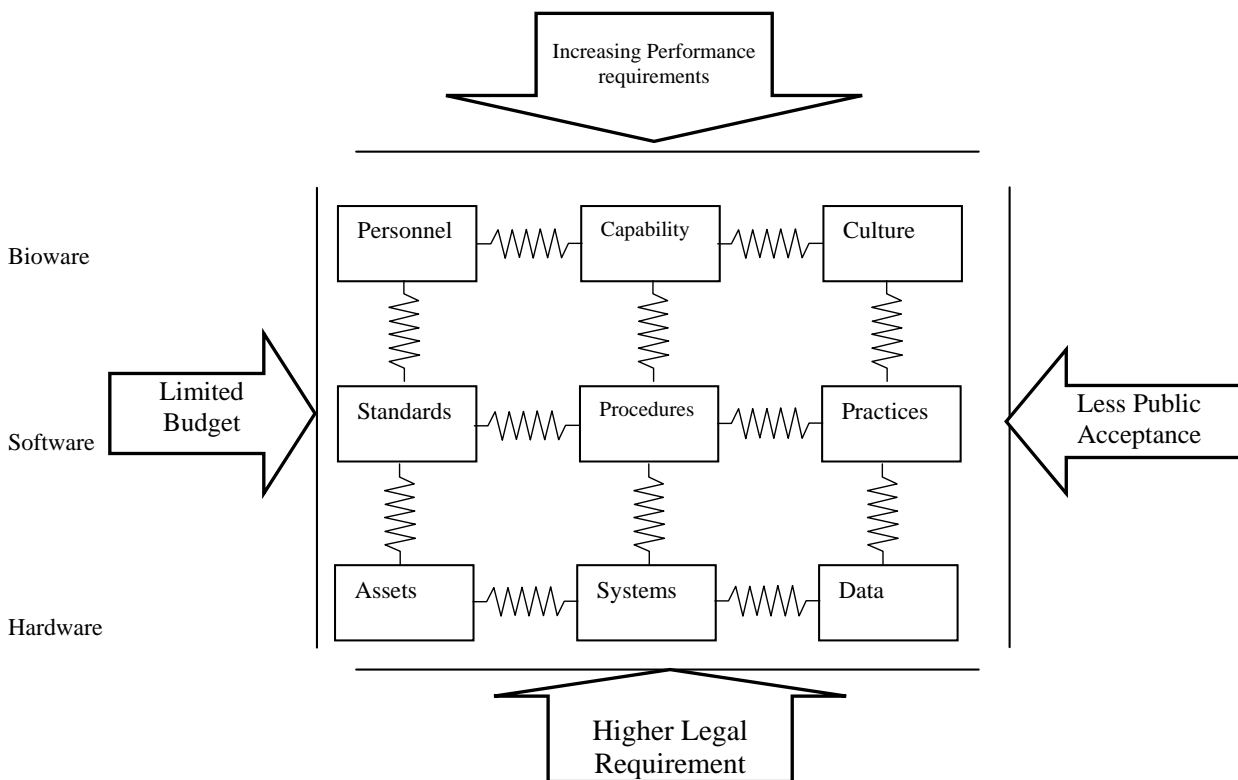 Increasing Performance
requirements
Personnel
Capability
Culture
Bioware
Limited
Budget
Standards
Procedures
Practices
Less Public
Acceptance
Software
Assets
Systems
Data
Hardware
Higher Legal
Requirement